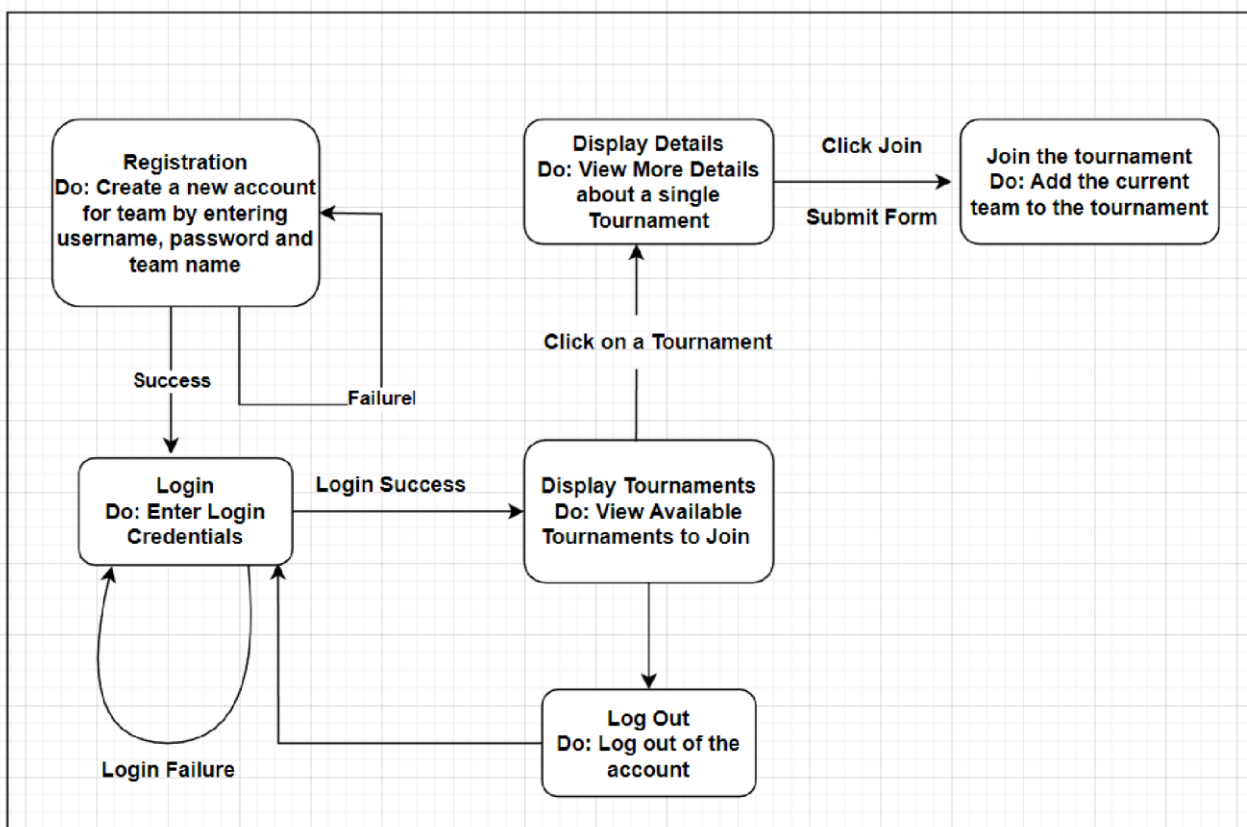 Registration
Do: Create a new account
for team by entering
username, password and
team name
Success
Failure!
Login
Do: Enter Login
Credentials
Login Failure
Login Success
Display Details
Do: View More Details
about a single
Tournament
Click Join
Submit Form
Join the tournament
Do: Add the current
team to the tournament
Click on a Tournament
Display Tournaments
Do: View Available
Tournaments to Join
Log Out
Do: Log out of the
account